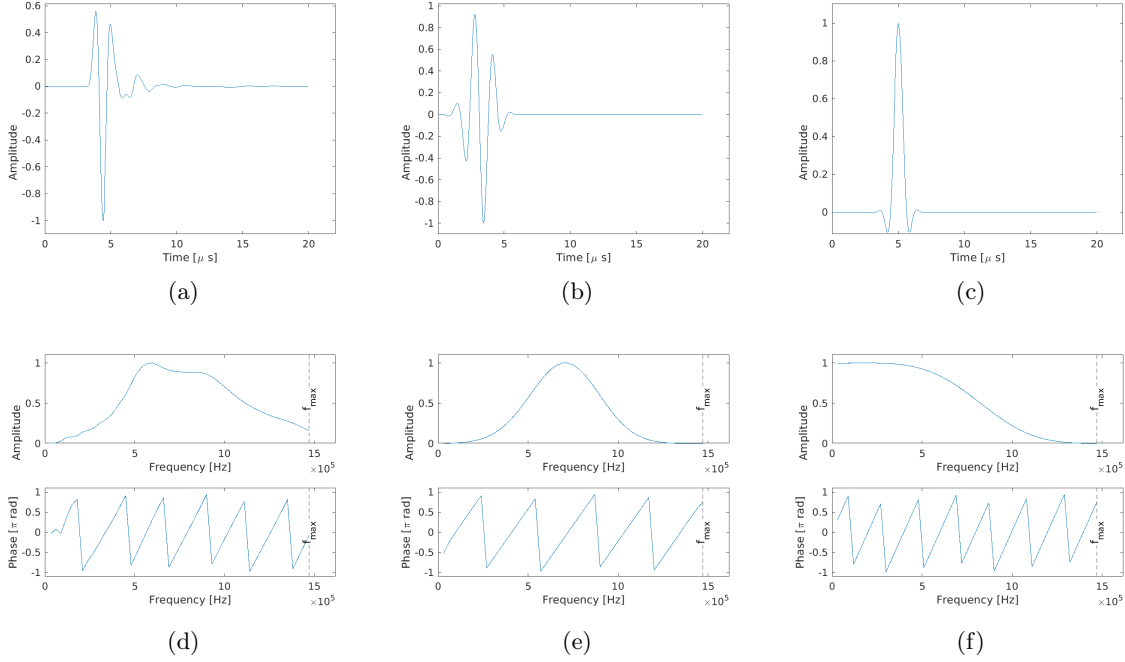 0.6
0.4
0.2
0
-0.2
-0.4
-0.6
-0.8
-1
Amplitude
0 5 10 15 20
Time [μ s]
(a)
1
0.8
0.6
0.4
0.2
0
-0.2
-0.4
-0.6
-0.8
-1
Amplitude
0 5 10 15 20
Time [μ s]
(b)
1
0.8
0.6
0.4
0.2
0
Amplitude
0 5 10 15 20
Time [μ s]
(c)
1
0.5
0
Amplitude
f_max
0 5 10 15
Frequency [Hz]
×10^5
1
0.5
0
-0.5
-1
Phase [π rad]
f_max
0 5 10 15
Frequency [Hz]
×10^5
(d)
1
0.5
0
Amplitude
f_max
0 5 10 15
Frequency [Hz]
×10^5
1
0.5
0
-0.5
-1
Phase [π rad]
f_max
0 5 10 15
Frequency [Hz]
×10^5
(e)
1
0.5
0
Amplitude
f_max
0 5 10 15
Frequency [Hz]
×10^5
1
0.5
0
-0.5
-1
Phase [π rad]
f_max
0 5 10 15
Frequency [Hz]
×10^5
(f)